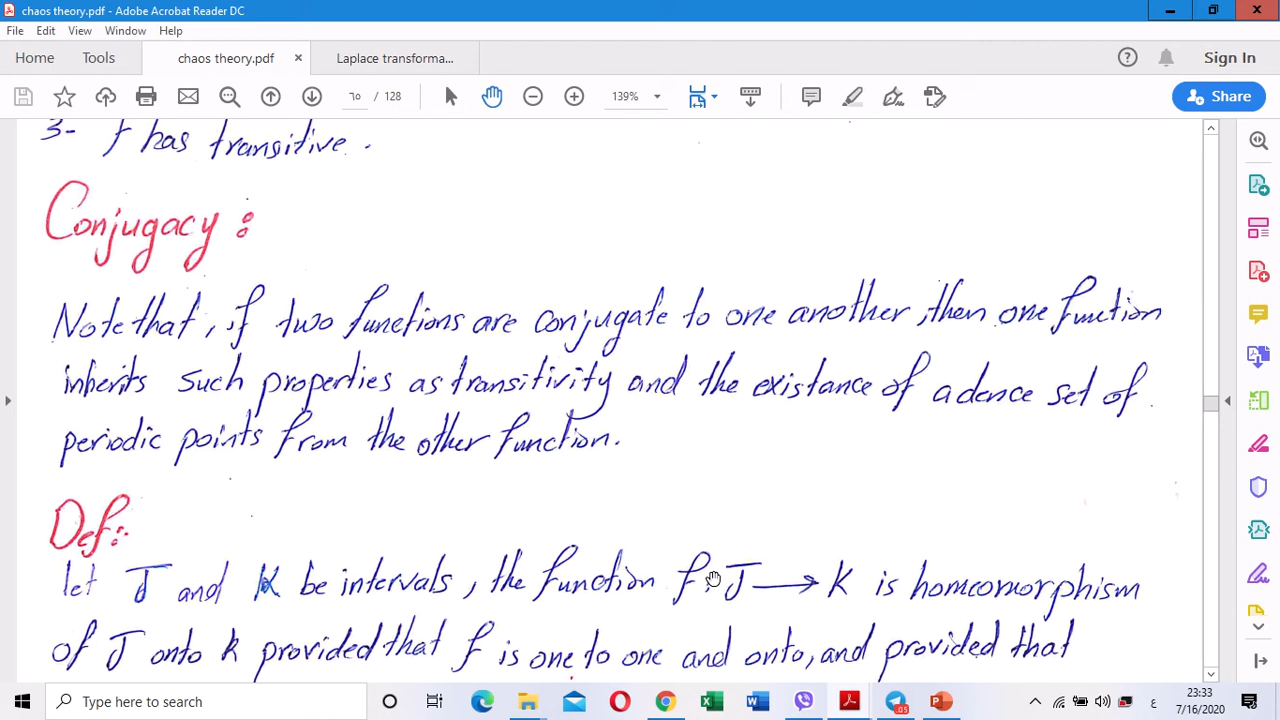 chaos theory.pdf - Adobe Acrobat Reader DC
File Edit View Window Help
Home Tools chaos theory.pdf × Laplace transforma...
Sign In
٦٥ / 128
139%
Share
3- f has transitive.
Conjugacy :
Note that, if two functions are conjugate to one another, then one function
inherits such properties as transitivity and the existance of a dence set of
periodic points from the other function.
Def:
let J and K be intervals, the function f: J → K is homeomorphism
of J onto k provided that f is one to one and onto, and provided that
Type here to search
ع
23:33
7/16/2020